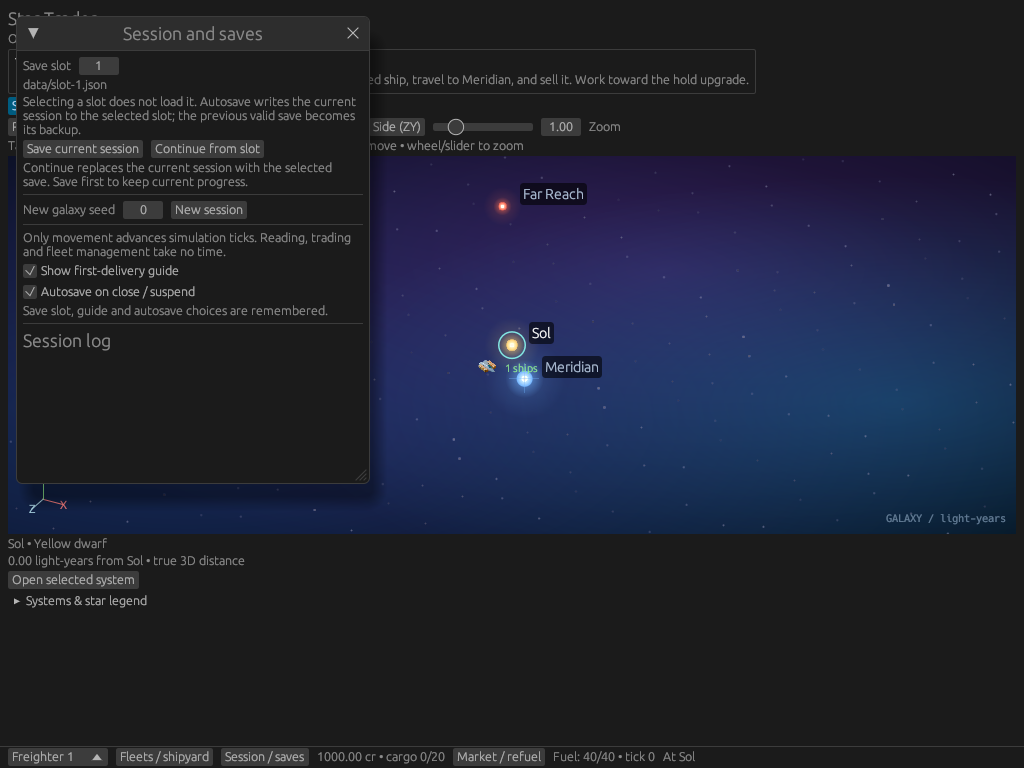 Session and saves
Save slot 1
data/slot-1.json
Selecting a slot does not load it. Autosave writes the current
session to the selected slot; the previous valid save becomes
its backup.
Save current session Continue from slot
Continue replaces the current session with the selected
save. Save first to keep current progress.
New galaxy seed 0 New session
Only movement advances simulation ticks. Reading, trading
and fleet management take no time.
Show first-delivery guide
Autosave on close / suspend
Save slot, guide and autosave choices are remembered.
Session log
ship, travel to Meridian, and sell it. Work toward the hold upgrade.
Side (ZY) 1.00 Zoom
• wheel/slider to zoom
Far Reach
Sol
1 ships
Meridian
Z X
GALAXY / light-years
Sol • Yellow dwarf
0.00 light-years from Sol • true 3D distance
Open selected system
Systems & star legend
Freighter 1 Fleets / shipyard Session / saves 1000.00 cr • cargo 0/20 Market / refuel Fuel: 40/40 • tick 0 At Sol